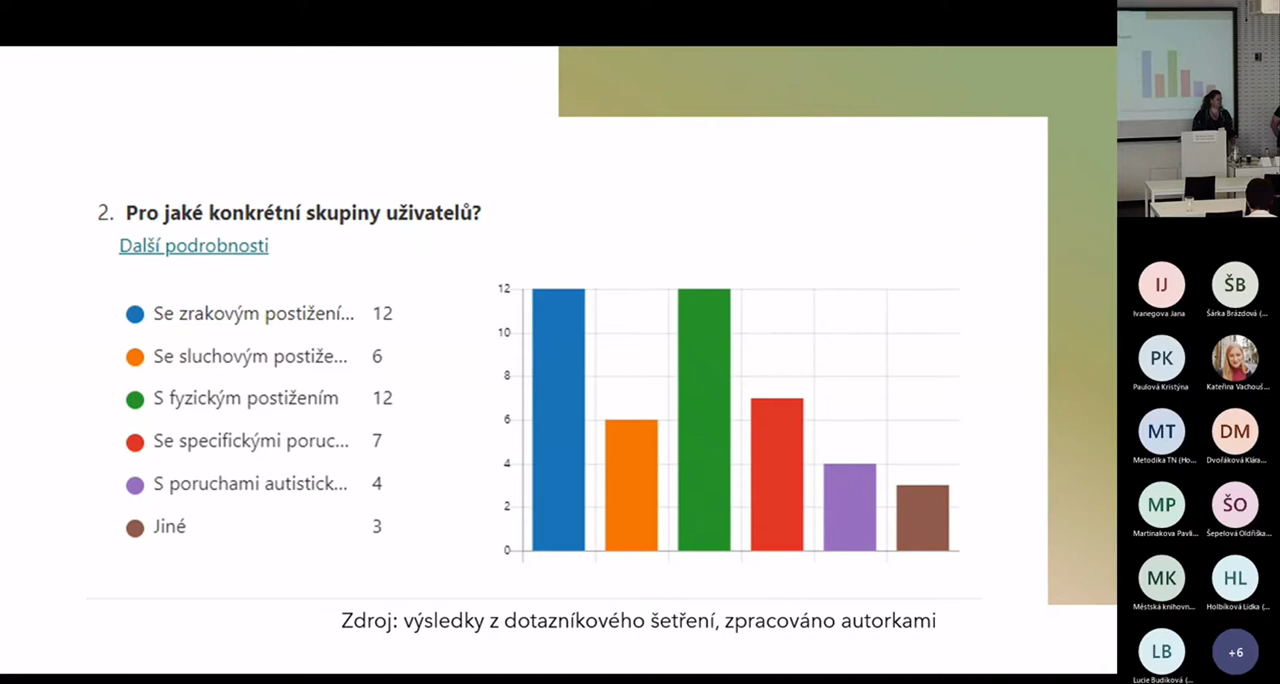 2. Pro jaké konkrétní skupiny uživatelů?
Další podrobnosti
Se zrakovým postižení... 12
Se sluchovým postiže... 6
S fyzickým postižením 12
Se specifickými poruc... 7
S poruchami autistick... 4
Jiné 3
12
10
8
6
4
2
0
Zdroj: výsledky z dotazníkového šetření, zpracováno autorkami
IJ
Ivanegova Jana
ŠB
Šárka Brázdová (...
PK
Paulová Kristýna
Kateřina Vachouš...
MT
Metodika TN (Ho...
DM
Dvořáková Klára...
MP
Martinakova Pavli...
ŠO
Šepelová Oldřiška...
MK
Městská knihovn...
HL
Holbíková Lidka (...
LB
Lucie Budíková (...
+6